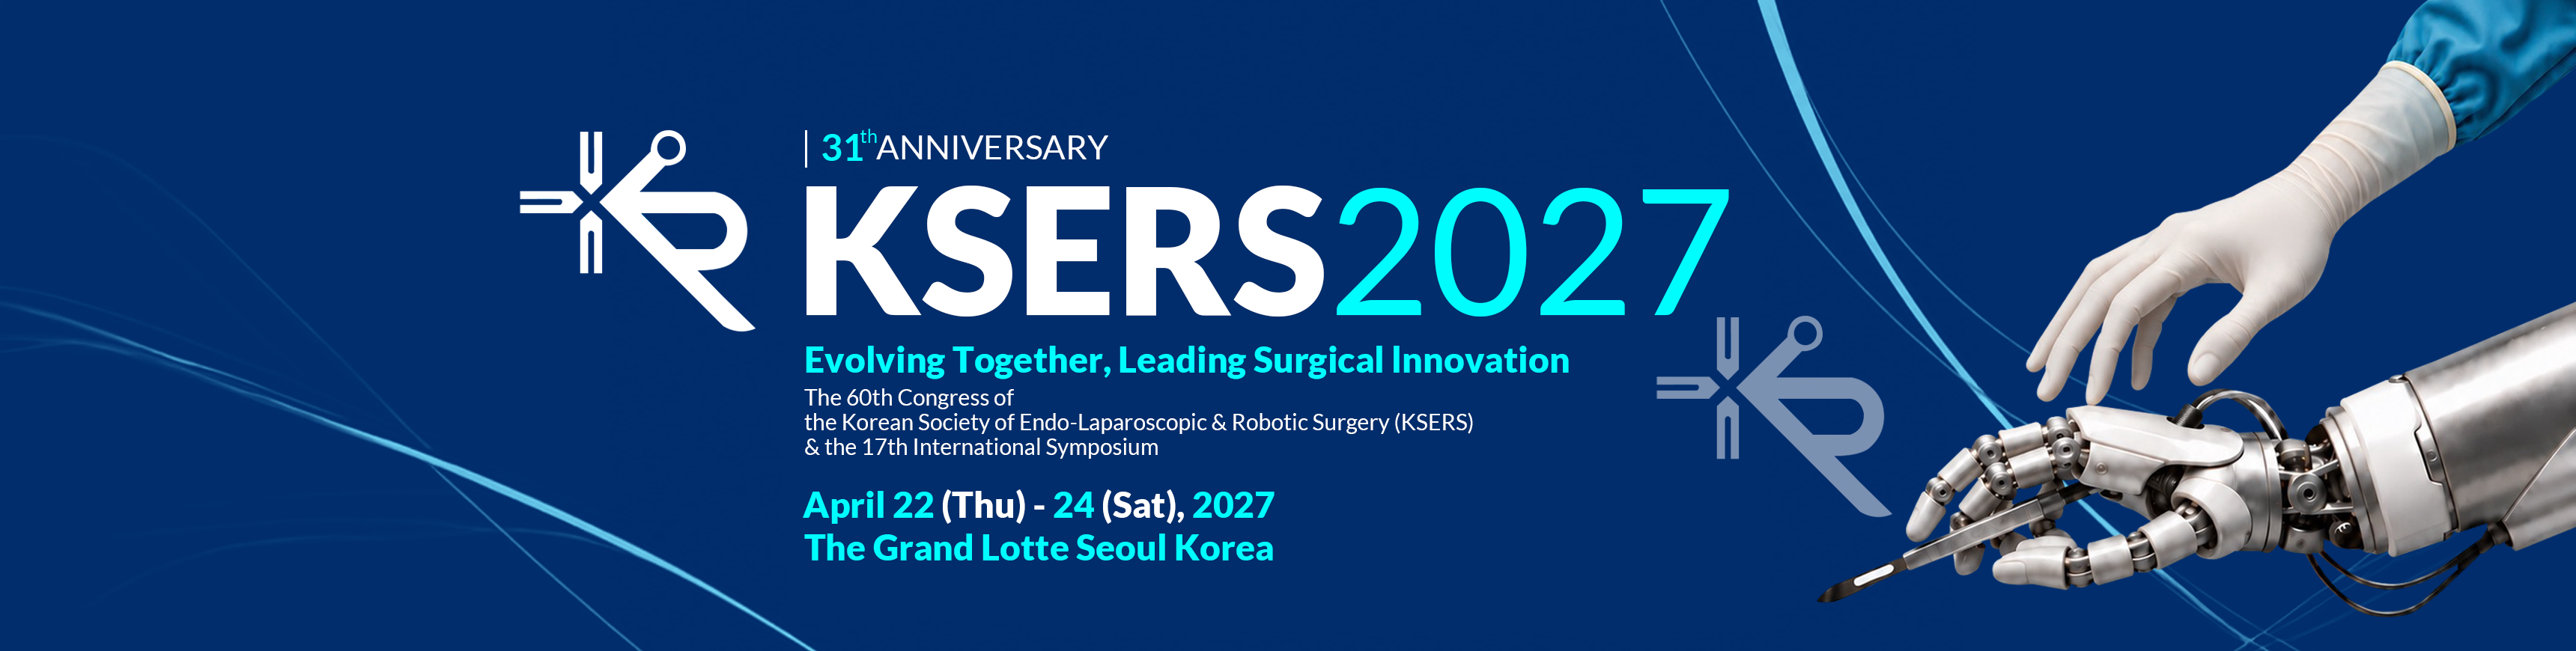 31th ANNIVERSARY
KSERS2027
Evolving Together, Leading Surgical Innovation
The 60th Congress of
the Korean Society of Endo-Laparoscopic & Robotic Surgery (KSERS)
& the 17th International Symposium
April 22 (Thu) - 24 (Sat), 2027
The Grand Lotte Seoul Korea